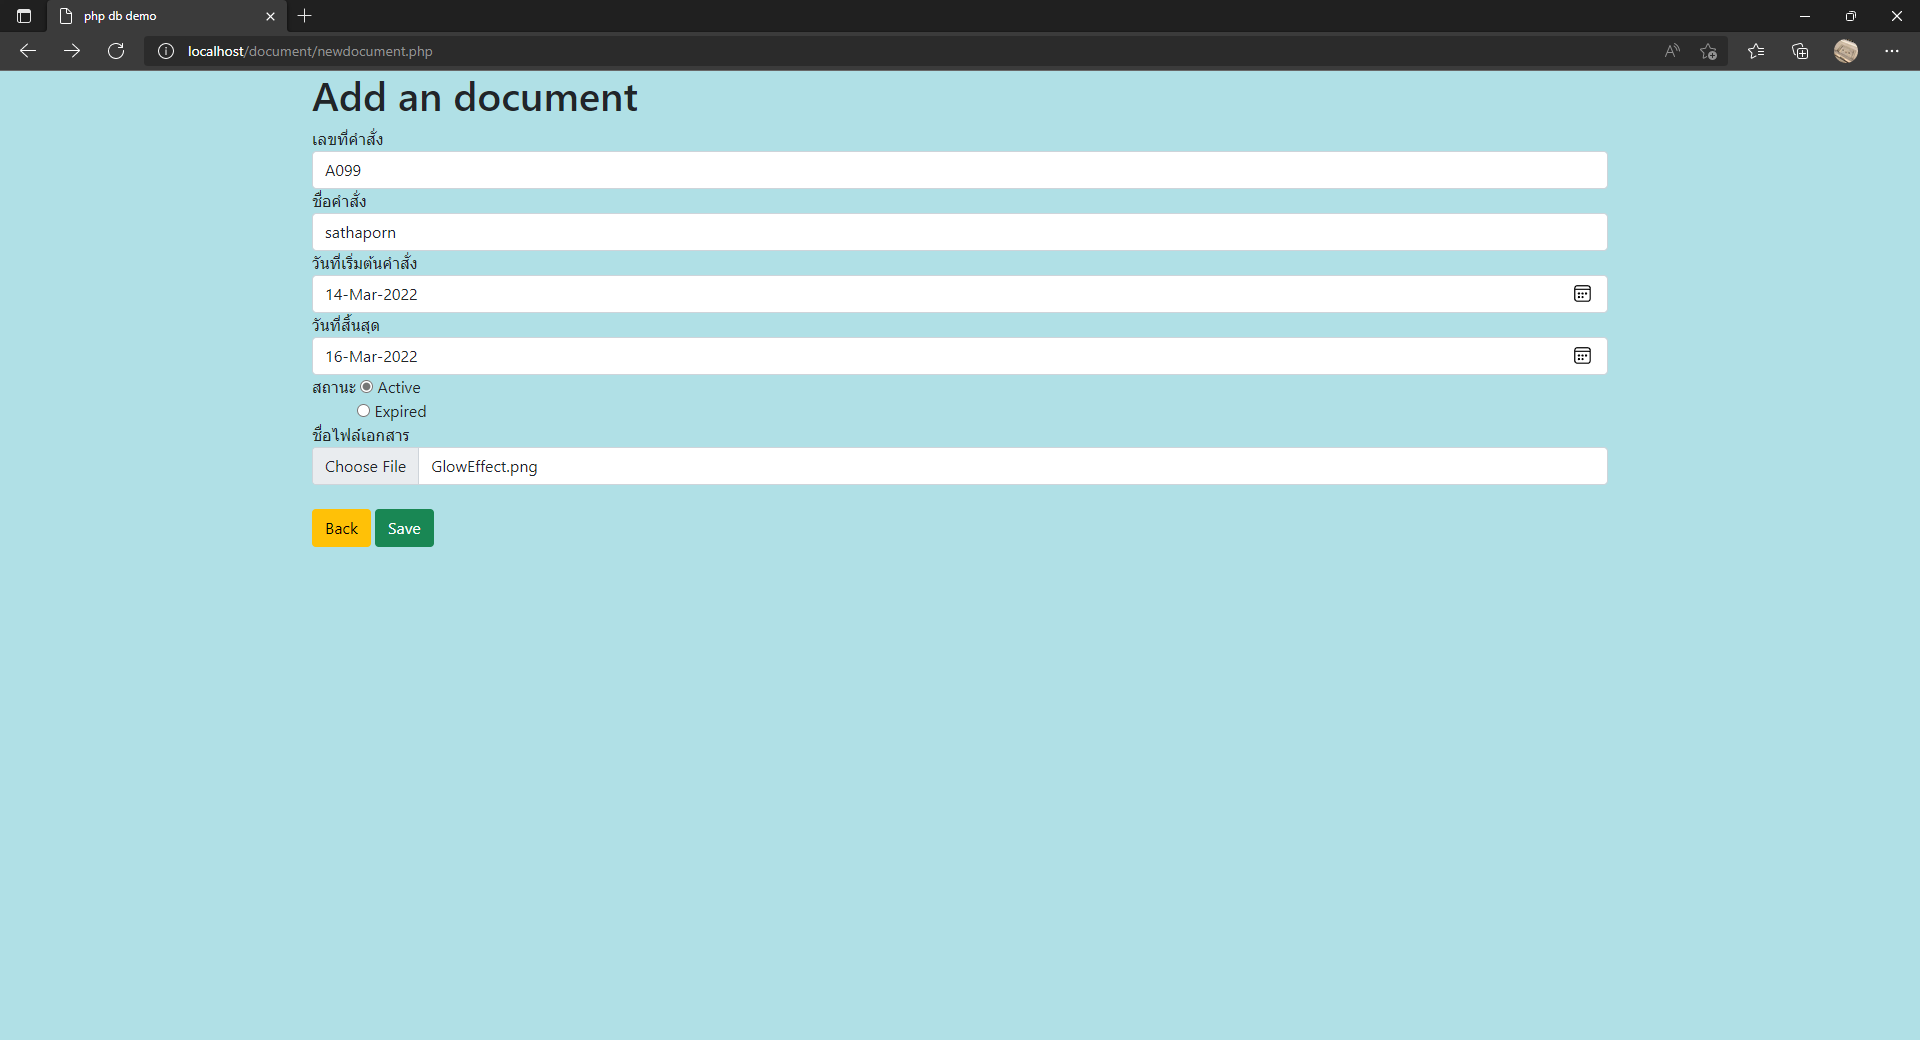 php db demo
localhost/document/newdocument.php
Add an document
เลขที่คำสั่ง
A099
ชื่อคำสั่ง
sathaporn
วันที่เริ่มต้นคำสั่ง
14-Mar-2022
วันที่สิ้นสุด
16-Mar-2022
สถานะ Active
Expired
ชื่อไฟล์เอกสาร
Choose File GlowEffect.png
Back Save